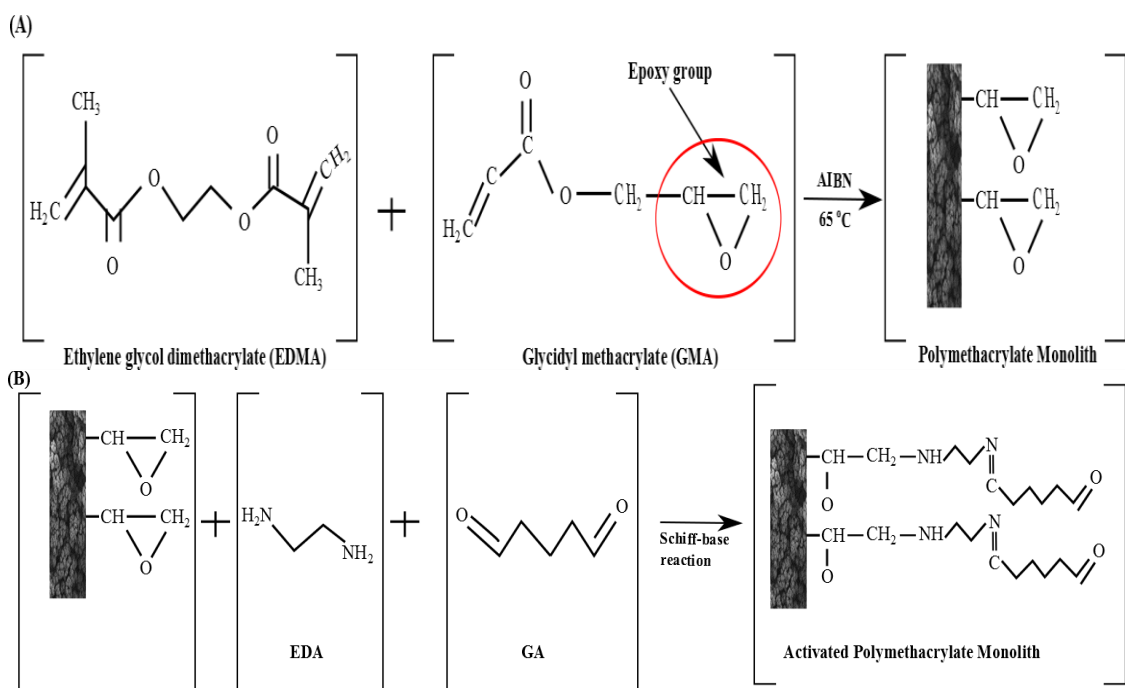 (A)
Epoxy group
CH3
O
O
H2C
O
O
CH2
CH3
+
O
C
C
H2C
O
CH2
CH
CH2
O
AIBN
65 °C
CH
CH2
O
CH
CH2
O
Ethylene glycol dimethacrylate (EDMA)
Glycidyl methacrylate (GMA)
Polymethacrylate Monolith
(B)
CH
CH2
O
CH
CH2
O
+
H2N
NH2
EDA
+
O
O
GA
Schiff-base
reaction
CH
CH2
NH
N
O
C
O
CH
CH2
NH
N
O
C
O
Activated Polymethacrylate Monolith